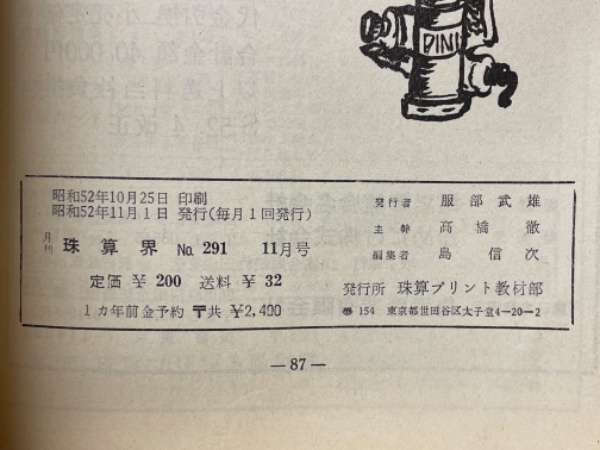 DINI
昭和52年10月25日 印刷
昭和52年11月1日 発行(毎月1回発行)
月刊 珠算界 No. 291 11月号
定価 ¥ 200 送料 ¥ 32
1カ年前金予約 〒共 ¥2,400
発行者 服部武雄
主幹 高橋徹
編集者 島信次
発行所 珠算プリント教材部
☎ 154 東京都世田谷区太子堂4-20-2
—87—